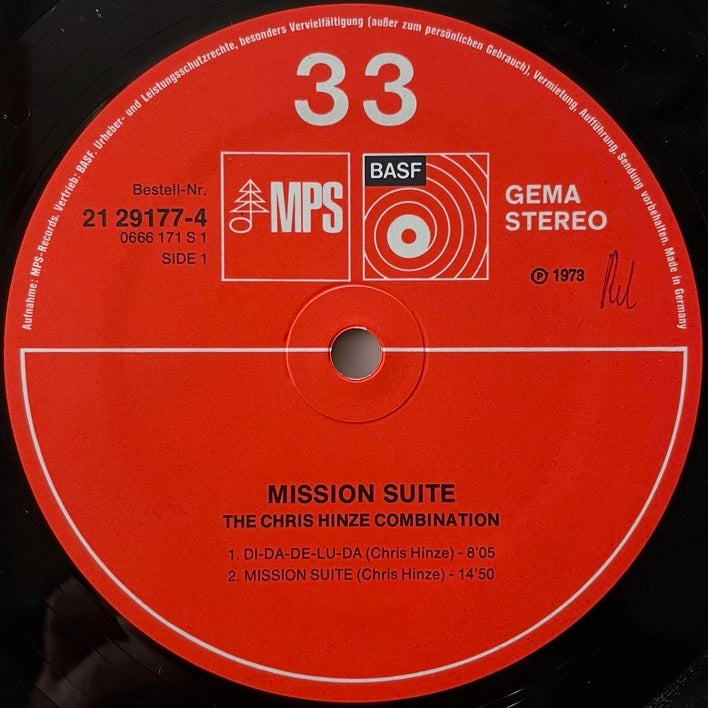 Aufnahme: MPS-Records. Vertrieb: BASF. Urheber- und Leistungsschutzrechte, besonders Vervielfältigung (außer zum persönlichen Gebrauch), Vermietung, Aufführung, Sendung vorbehalten. Made in Germany
33
Bestell-Nr.
21 29177-4
0666 171 S 1
SIDE 1
MPS
BASF
GEMA
STEREO
℗ 1973
MISSION SUITE
THE CHRIS HINZE COMBINATION
1. DI-DA-DE-LU-DA (Chris Hinze) - 8'05
2. MISSION SUITE (Chris Hinze) - 14'50